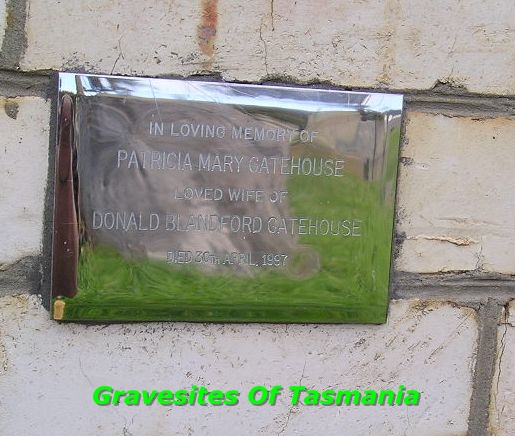 IN LOVING MEMORY OF
PATRICIA MARY GATEHOUSE
LOVED WIFE OF
DONALD BLANDFORD GATEHOUSE
DIED 30TH APRIL, 1997
Gravesites Of Tasmania